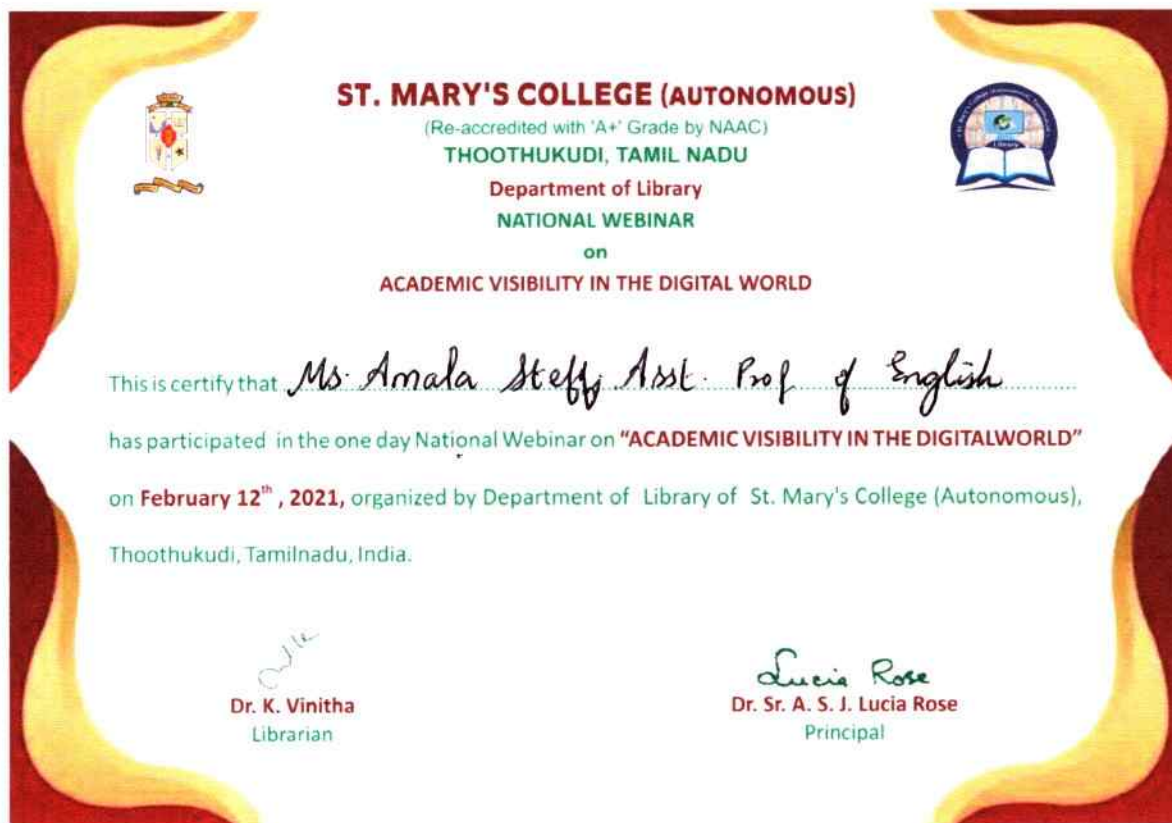 ST. MARY'S COLLEGE (AUTONOMOUS)
(Re-accredited with 'A+' Grade by NAAC)
THOOTHUKUDI, TAMIL NADU
Department of Library
NATIONAL WEBINAR
on
ACADEMIC VISIBILITY IN THE DIGITAL WORLD
Library
This is certify that Ms. Amala Steffi Asst. Prof of English
has participated in the one day National Webinar on "ACADEMIC VISIBILITY IN THE DIGITALWORLD"
on February 12th , 2021, organized by Department of Library of St. Mary's College (Autonomous),
Thoothukudi, Tamilnadu, India.
Lucia Rose
Dr. K. Vinitha
Librarian
Dr. Sr. A. S. J. Lucia Rose
Principal